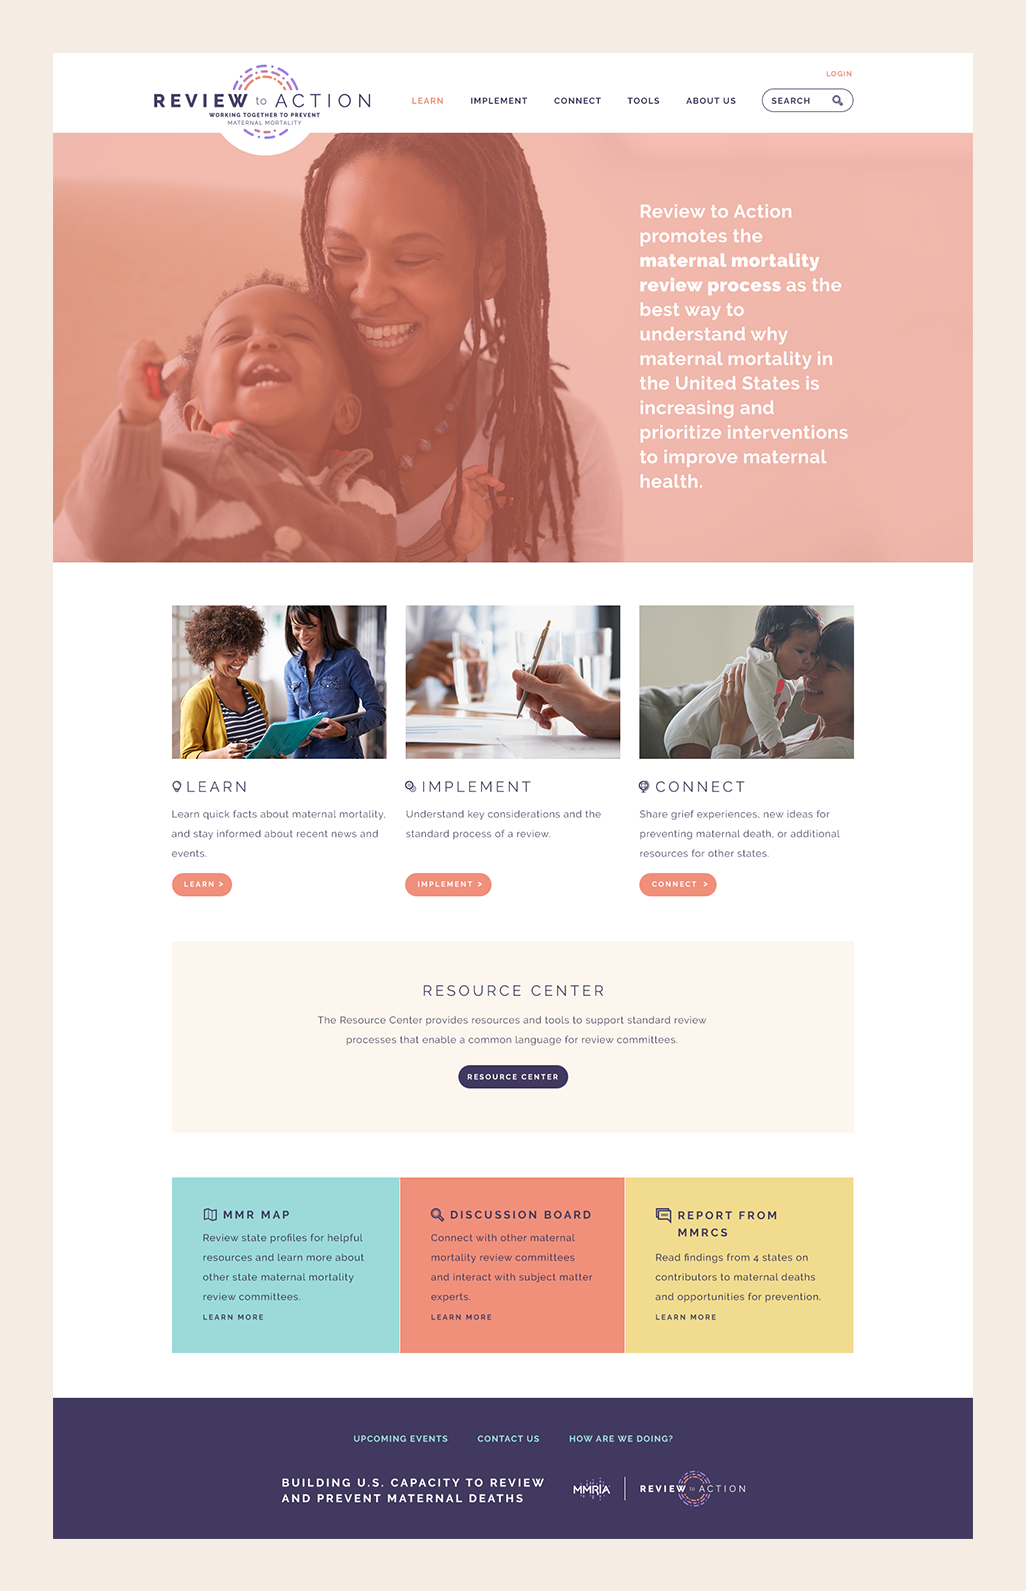 LOGIN
REVIEW to ACTION
WORKING TOGETHER TO PREVENT
MATERNAL MORTALITY
LEARN IMPLEMENT CONNECT TOOLS ABOUT US SEARCH
Review to Action
promotes the
maternal mortality
review process as the
best way to
understand why
maternal mortality in
the United States is
increasing and
prioritize interventions
to improve maternal
health.
LEARN
Learn quick facts about maternal mortality,
and stay informed about recent news and
events.
LEARN >
IMPLEMENT
Understand key considerations and the
standard process of a review.
IMPLEMENT >
CONNECT
Share grief experiences, new ideas for
preventing maternal death, or additional
resources for other states.
CONNECT >
RESOURCE CENTER
The Resource Center provides resources and tools to support standard review
processes that enable a common language for review committees.
RESOURCE CENTER
MMR MAP
Review state profiles for helpful
resources and learn more about
other state maternal mortality
review committees.
LEARN MORE
DISCUSSION BOARD
Connect with other maternal
mortality review committees
and interact with subject matter
experts.
LEARN MORE
REPORT FROM
MMRCS
Read findings from 4 states on
contributors to maternal deaths
and opportunities for prevention.
LEARN MORE
UPCOMING EVENTS CONTACT US HOW ARE WE DOING?
BUILDING U.S. CAPACITY TO REVIEW
AND PREVENT MATERNAL DEATHS
MMRIA
REVIEW to ACTION